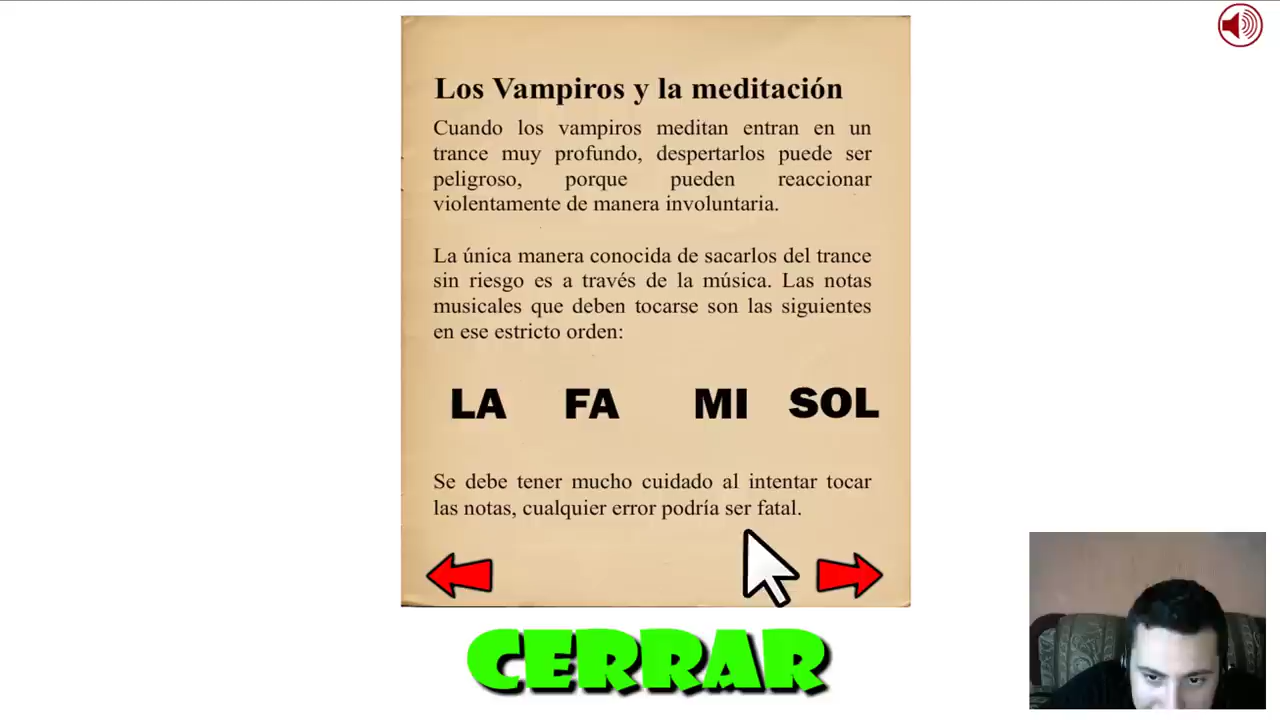 Los Vampiros y la meditación
Cuando los vampiros meditan entran en un
trance muy profundo, despertarlos puede ser
peligroso, porque pueden reaccionar
violentamente de manera involuntaria.
La única manera conocida de sacarlos del trance
sin riesgo es a través de la música. Las notas
musicales que deben tocarse son las siguientes
en ese estricto orden:
LA FA MI SOL
Se debe tener mucho cuidado al intentar tocar
las notas, cualquier error podría ser fatal.
CERRAR